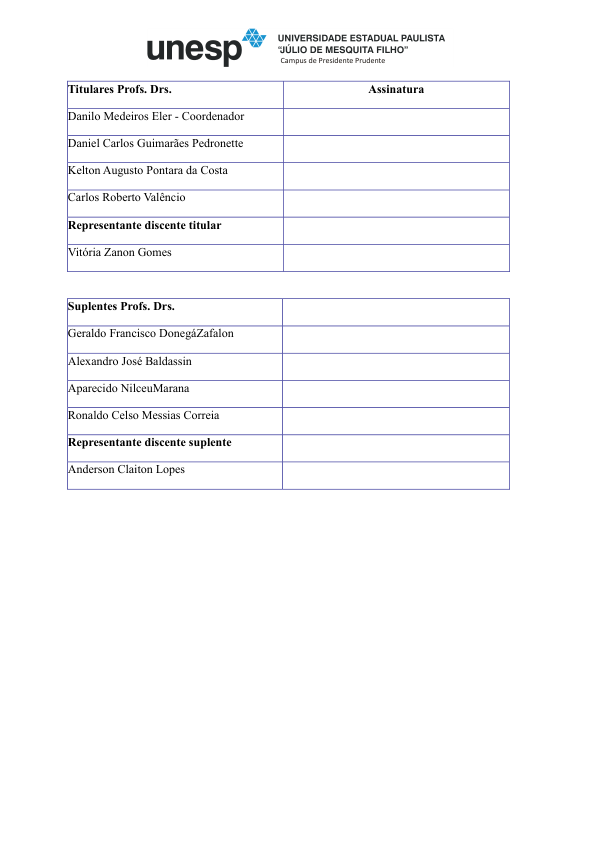 unesp
UNIVERSIDADE ESTADUAL PAULISTA
"JÚLIO DE MESQUITA FILHO"
Campus de Presidente Prudente
Titulares Profs. Drs. Assinatura
Danilo Medeiros Eler - Coordenador
Daniel Carlos Guimarães Pedronette
Kelton Augusto Pontara da Costa
Carlos Roberto Valêncio
Representante discente titular
Vitória Zanon Gomes
Suplentes Profs. Drs.
Geraldo Francisco DonegáZafalon
Alexandro José Baldassin
Aparecido NilceuMarana
Ronaldo Celso Messias Correia
Representante discente suplente
Anderson Claiton Lopes